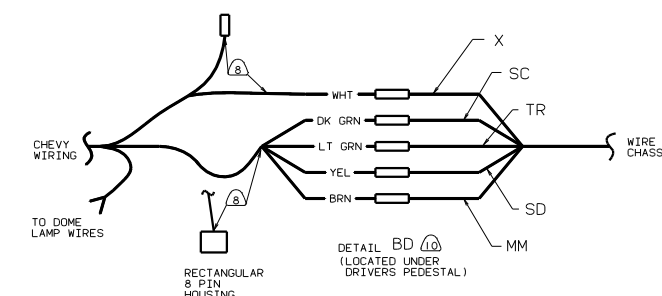 X
8
SC
WHT
TR
DK GRN
CHEVY
WIRING
LT GRN
WIRE
CHASS
YEL
8
BRN
SD
TO DOME
LAMP WIRES
DETAIL BD 10
MM
(LOCATED UNDER
DRIVERS PEDESTAL)
RECTANGULAR
8 PIN
HOUSING